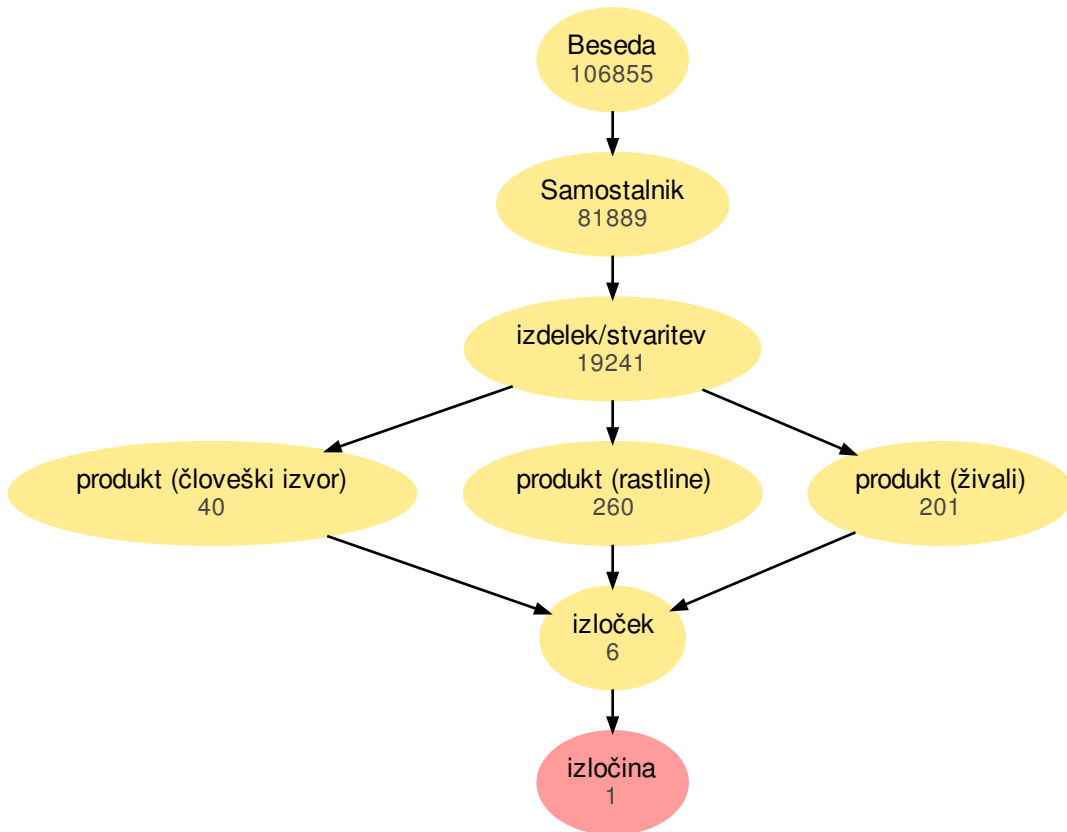 Beseda
106855
Samostalnik
81889
izdelek/stvaritev
19241
produkt (človeški izvor)
40
produkt (rastline)
260
produkt (živali)
201
izloček
6
izločina
1